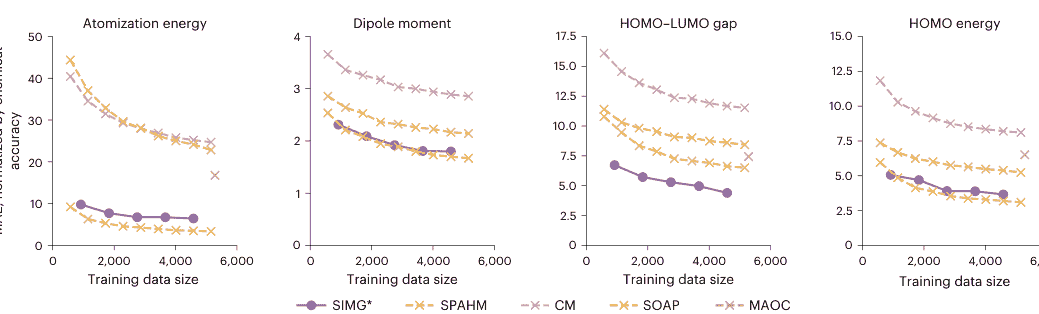 Atomization energy
Dipole moment
HOMO–LUMO gap
HOMO energy
accuracy
50
40
30
20
10
0
0
2,000
4,000
6,000
4
3
2
1
0
0
2,000
4,000
6,000
17.5
15.0
12.5
10.0
7.5
5.0
2.5
0
0
2,000
4,000
6,000
15.0
12.5
10.0
7.5
5.0
2.5
0
0
2,000
4,000
Training data size
Training data size
Training data size
Training data size
SIMG*
SPAHM
CM
SOAP
MAOC